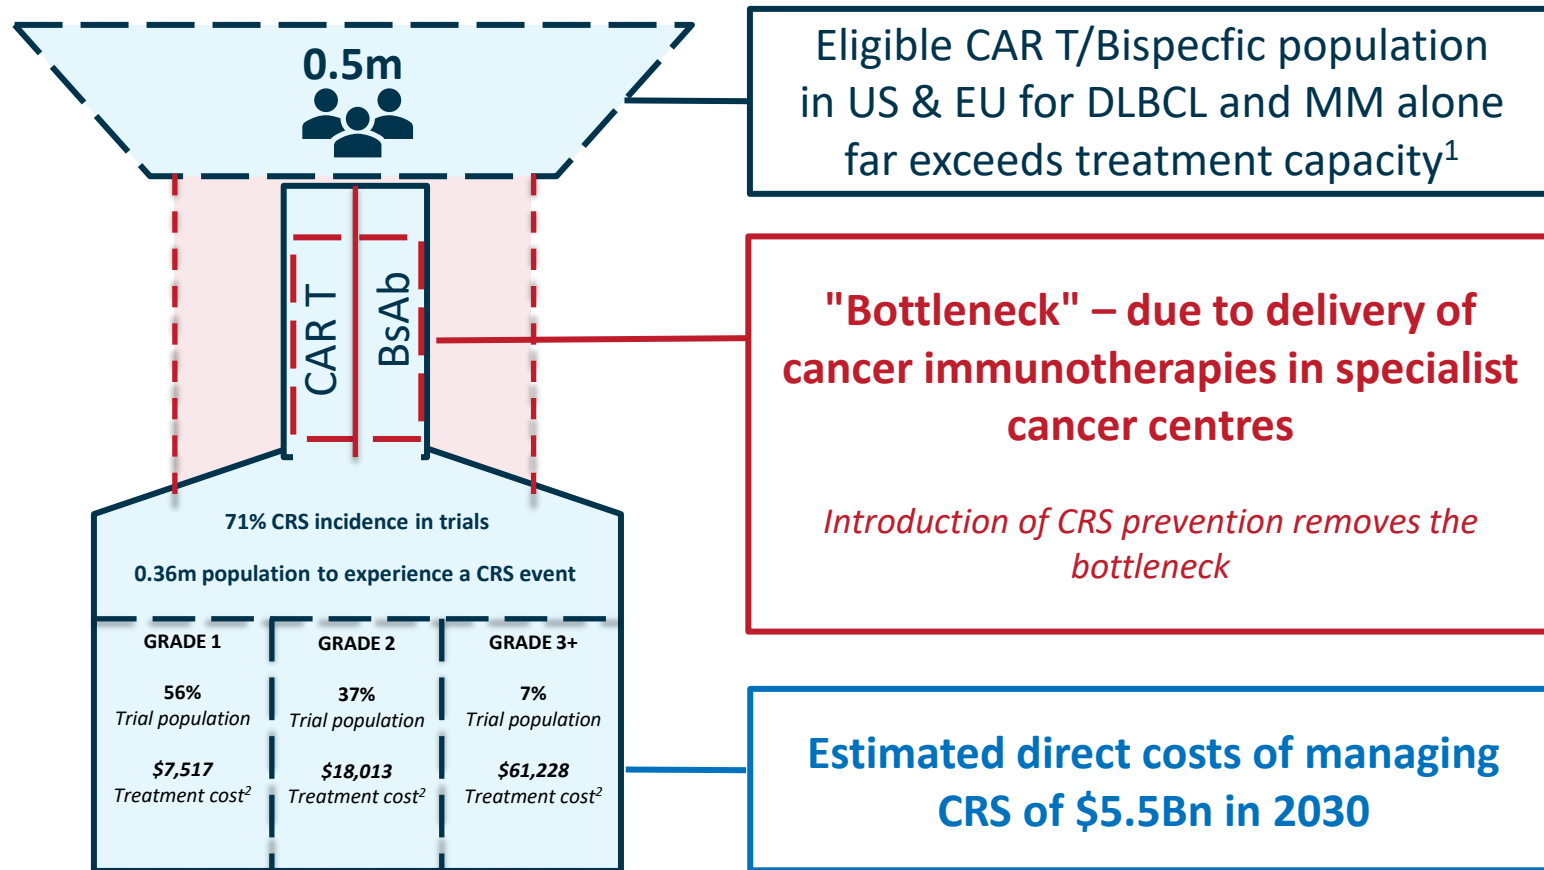 0.5m
Eligible CAR T/Bispecfic population
in US & EU for DLBCL and MM alone
far exceeds treatment capacity1
CAR T
BsAb
"Bottleneck" – due to delivery of
cancer immunotherapies in specialist
cancer centres
Introduction of CRS prevention removes the
bottleneck
71% CRS incidence in trials
0.36m population to experience a CRS event
GRADE 1
56%
Trial population
$7,517
Treatment cost2
GRADE 2
37%
Trial population
$18,013
Treatment cost2
GRADE 3+
7%
Trial population
$61,228
Treatment cost2
Estimated direct costs of managing
CRS of $5.5Bn in 2030